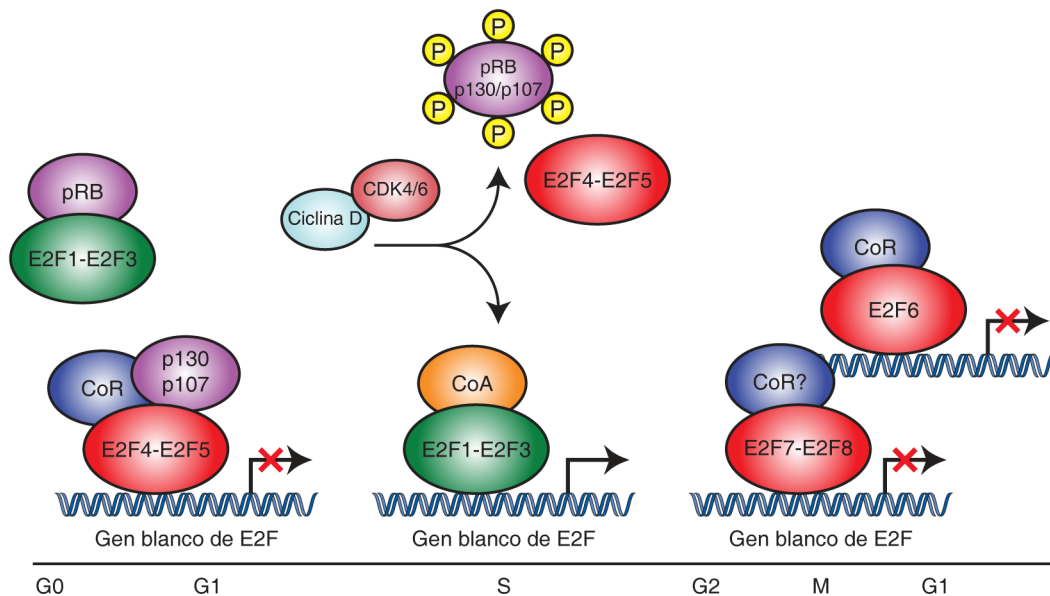 P
P
P
P
P
P
pRB
p130/p107
E2F4-E2F5
CDK4/6
Ciclina D
pRB
E2F1-E2F3
CoR
E2F6
p130
p107
CoR
E2F4-E2F5
CoA
E2F1-E2F3
CoR?
E2F7-E2F8
Gen blanco de E2F
Gen blanco de E2F
Gen blanco de E2F
G0 G1 S G2 M G1